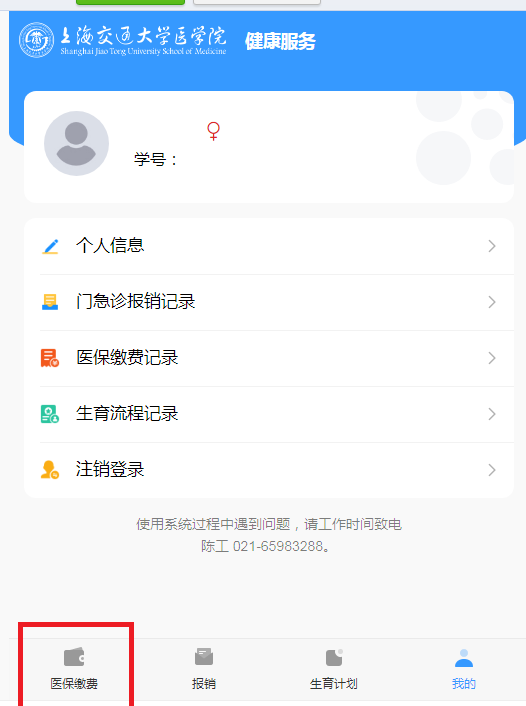 上海交通大学医学院 健康服务
Shanghai Jiao Tong University School of Medicine
学号：
个人信息
门急诊报销记录
医保缴费记录
生育流程记录
注销登录
使用系统过程中遇到问题，请工作时间致电
陈工 021-65983288。
医保缴费 报销 生育计划 我的